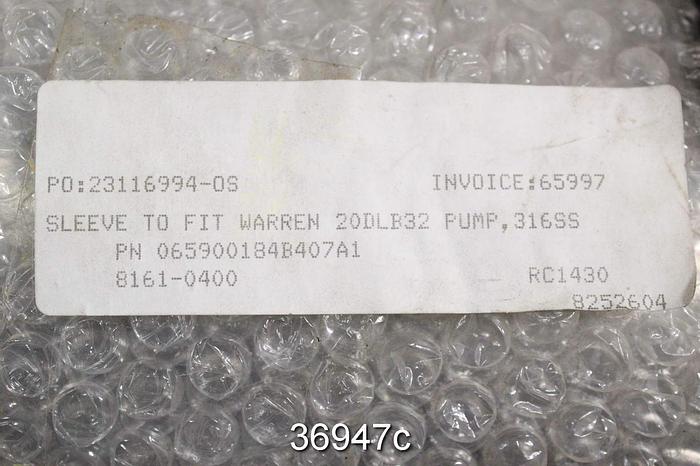 PO:23116994-OS INVOICE:65997
SLEEVE TO FIT WARREN 20DLB32 PUMP,316SS
PN 065900184B407A1
8161-0400 RC1430
8252604
36947c